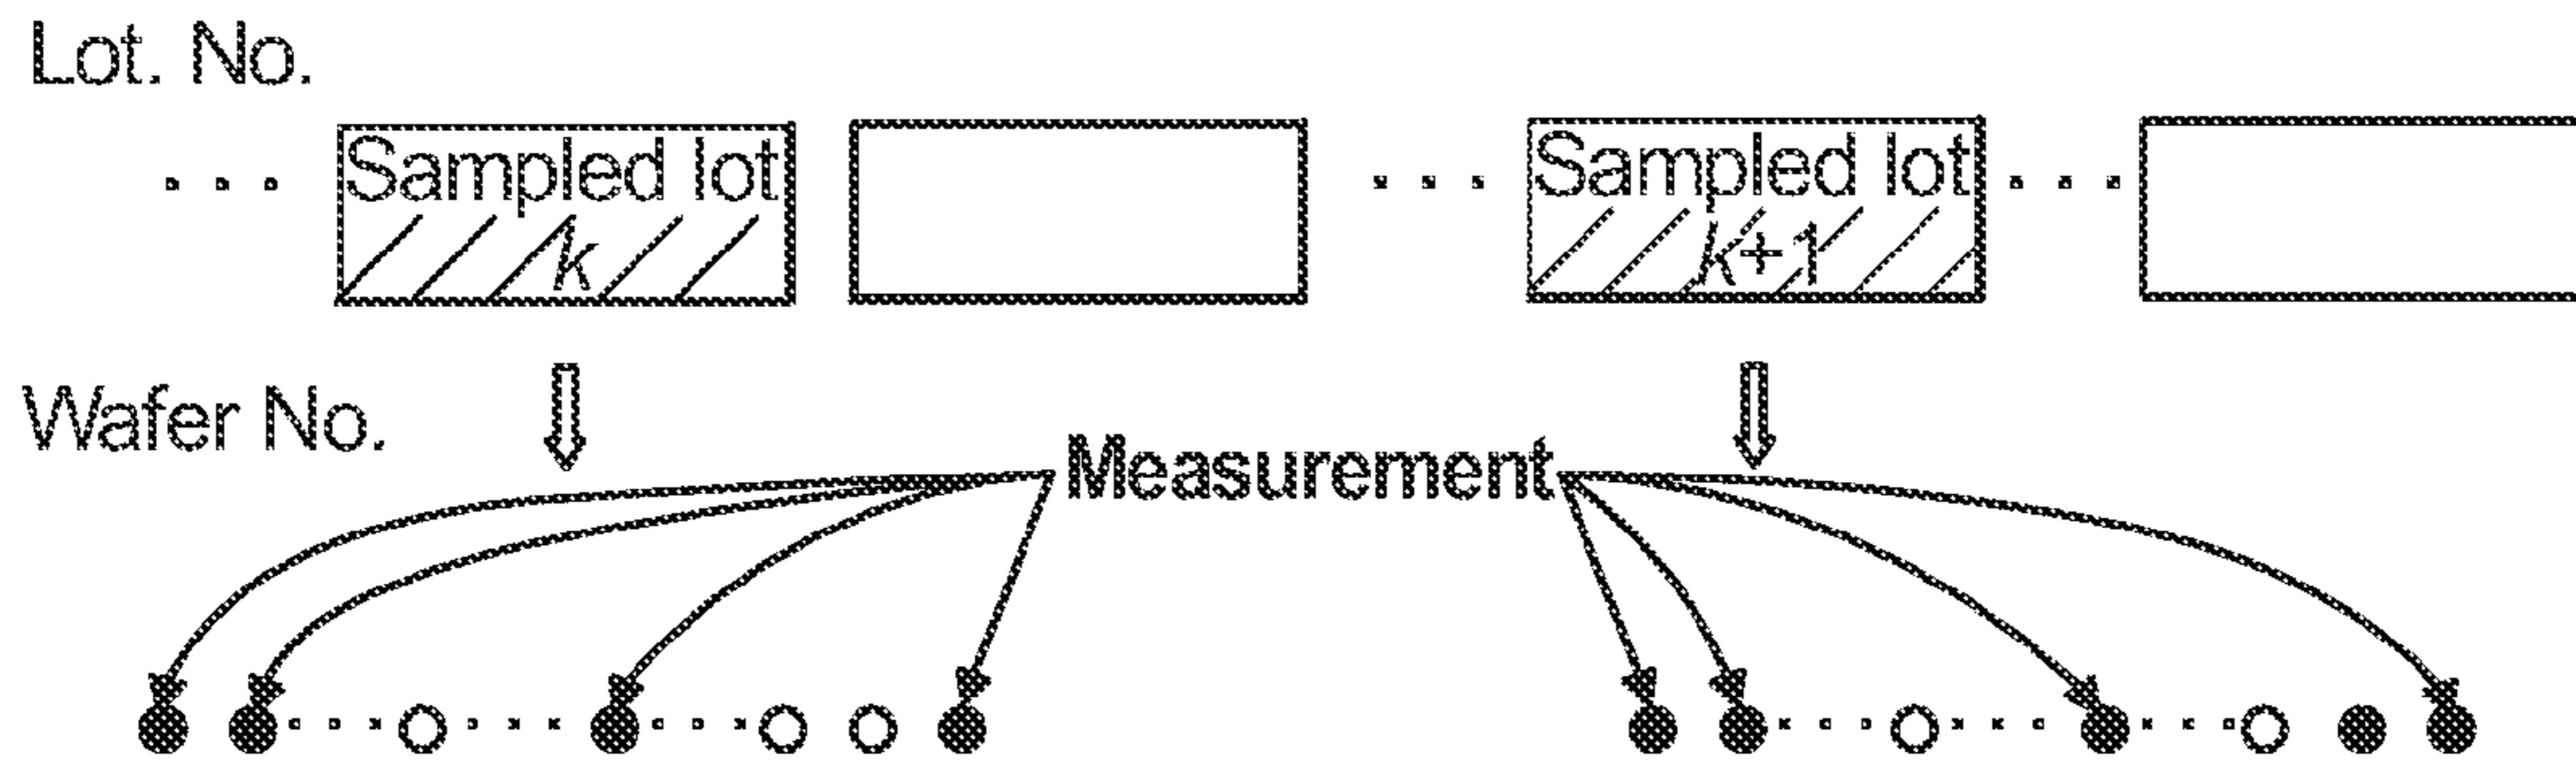 Lot. No.
. . . Sampled lot . . . Sampled lot . . .
k k+1
Wafer No.
Measurement